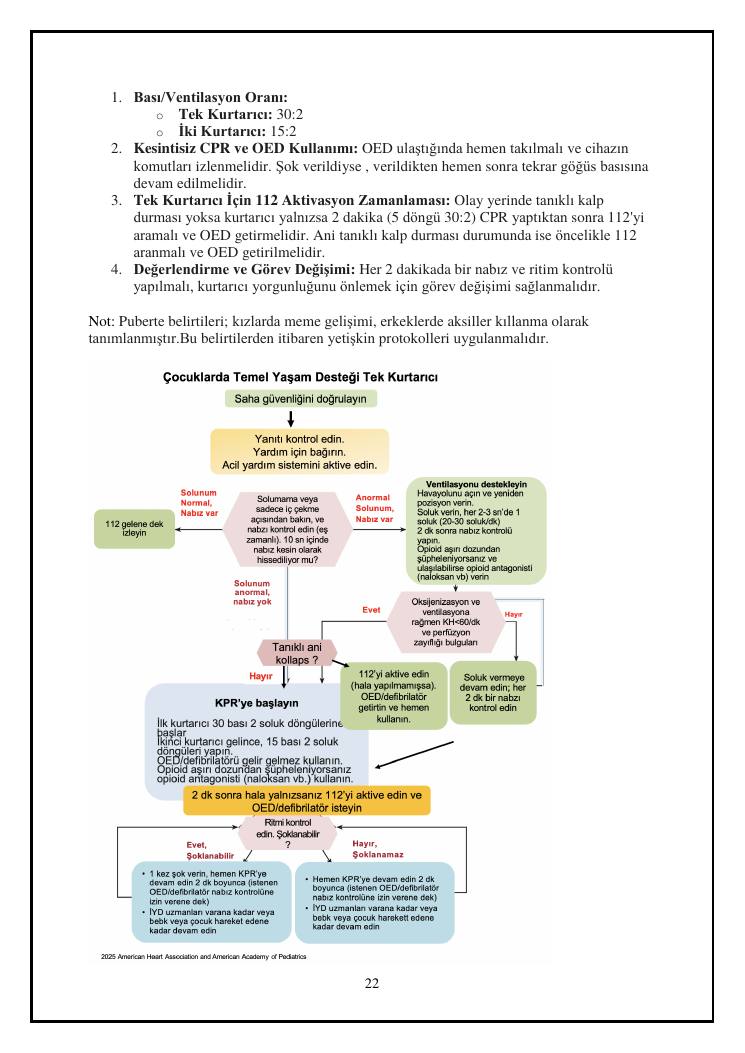 1. Bası/Ventilasyon Oranı:
o Tek Kurtarıcı: 30:2
o İki Kurtarıcı: 15:2
2. Kesintisiz CPR ve OED Kullanımı: OED ulaştığında hemen takılmalı ve cihazın
komutları izlenmelidir. Şok verildiyse , verildikten hemen sonra tekrar göğüs basısına
devam edilmelidir.
3. Tek Kurtarıcı İçin 112 Aktivasyon Zamanlaması: Olay yerinde tanıklı kalp
durması yoksa kurtarıcı yalnızsa 2 dakika (5 döngü 30:2) CPR yaptıktan sonra 112'yi
aramalı ve OED getirmelidir. Ani tanıklı kalp durması durumunda ise öncelikle 112
aranmalı ve OED getirilmelidir.
4. Değerlendirme ve Görev Değişimi: Her 2 dakikada bir nabız ve ritim kontrolü
yapılmalı, kurtarıcı yorgunluğunu önlemek için görev değişimi sağlanmalıdır.
Not: Puberte belirtileri; kızlarda meme gelişimi, erkeklerde aksiller kıllanma olarak
tanımlanmıştır.Bu belirtilerden itibaren yetişkin protokolleri uygulanmalıdır.
Çocuklarda Temel Yaşam Desteği Tek Kurtarıcı
Saha güvenliğini doğrulayın
Yanıtı kontrol edin.
Yardım için bağırın.
Acil yardım sistemini aktive edin.
Solunum
Normal,
Nabız var
112 gelene dek
izleyin
Solumama veya
sadece iç çekme
açısından bakın, ve
nabzı kontrol edin (eş
zamanlı). 10 sn içinde
nabız kesin olarak
hissediliyor mu?
Anormal
Solunum,
Nabız var
Ventilasyonu destekleyin
Havayolunu açın ve yeniden
pozisyon verin.
Soluk verin, her 2-3 sn'de 1
soluk (20-30 soluk/dk)
2 dk sonra nabız kontrolü
yapın.
Opioid aşırı dozundan
şüpheleniyorsanız ve
ulaşılabilirse opioid antagonisti
(naloksan vb) verin
Solunum
anormal,
nabız yok
Evet
Oksijenizasyon ve
ventilasyona
rağmen KH<60/dk
ve perfüzyon
zayıflığı bulguları
Hayır
Tanıklı ani
kollaps ?
Hayır
112'yi aktive edin
(hala yapılmamışsa).
OED/defibrilatör
getirtin ve hemen
kullanın.
Soluk vermeye
devam edin; her
2 dk bir nabzı
kontrol edin
KPR'ye başlayın
İlk kurtarıcı 30 bası 2 soluk döngülerine
başlar
İkinci kurtarıcı gelince, 15 bası 2 soluk
döngüleri yapın.
OED/defibrilatörü gelir gelmez kullanın.
Opioid aşırı dozundan şüpheleniyorsanız
opioid antagonisti (naloksan vb.) kullanın.
2 dk sonra hala yalnızsanız 112'yi aktive edin ve
OED/defibrilatör isteyin
Ritmi kontrol
edin. Şoklanabilir
?
Evet,
Şoklanabilir
Hayır,
Şoklanamaz
• 1 kez şok verin, hemen KPR'ye
devam edin 2 dk boyunca (istenen
OED/defibrilatör nabız kontrolüne
izin verene dek)
• İYD uzmanları varana kadar veya
bebk veya çocuk hareket edene
kadar devam edin
• Hemen KPR'ye devam edin 2 dk
boyunca (istenen OED/defibrilatör
nabız kontrolüne izin verene dek)
• İYD uzmanları varana kadar veya
bebk veya çocuk harekett edene
kadar devam edin
2025 American Heart Association and American Academy of Pediatrics
22